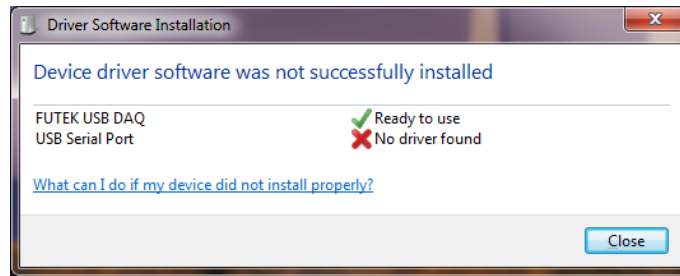 Driver Software Installation
Device driver software was not successfully installed
FUTEK USB DAQ Ready to use
USB Serial Port No driver found
What can I do if my device did not install properly?
Close